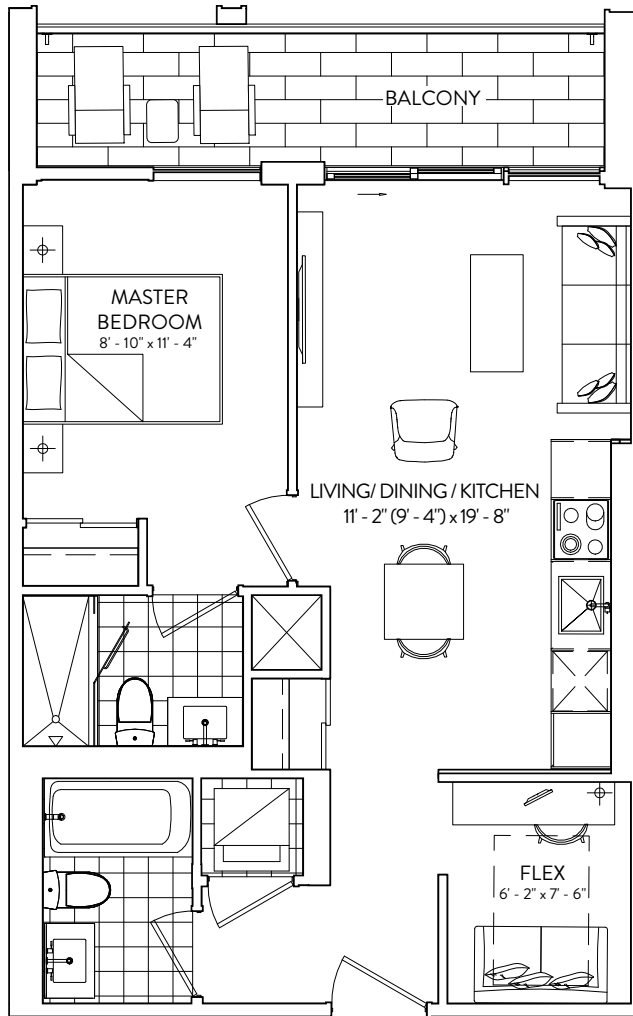 BALCONY
MASTER
BEDROOM
8' - 10" x 11' - 4"
LIVING/ DINING / KITCHEN
11' - 2" (9' - 4") x 19' - 8"
FLEX
6' - 2" x 7' - 6"